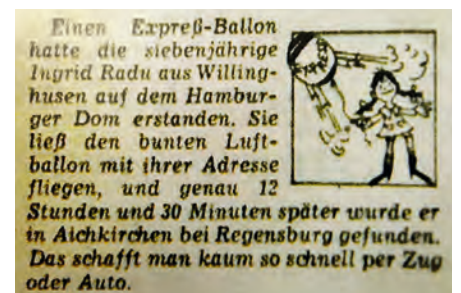 Einen Expreß-Ballon
hatte die siebenjährige
Ingrid Radu aus Willing-
husen auf dem Hambur-
ger Dom erstanden. Sie
ließ den bunten Luft-
ballon mit ihrer Adresse
fliegen, und genau 12
Stunden und 30 Minuten später wurde er
in Aichkirchen bei Regensburg gefunden.
Das schafft man kaum so schnell per Zug
oder Auto.